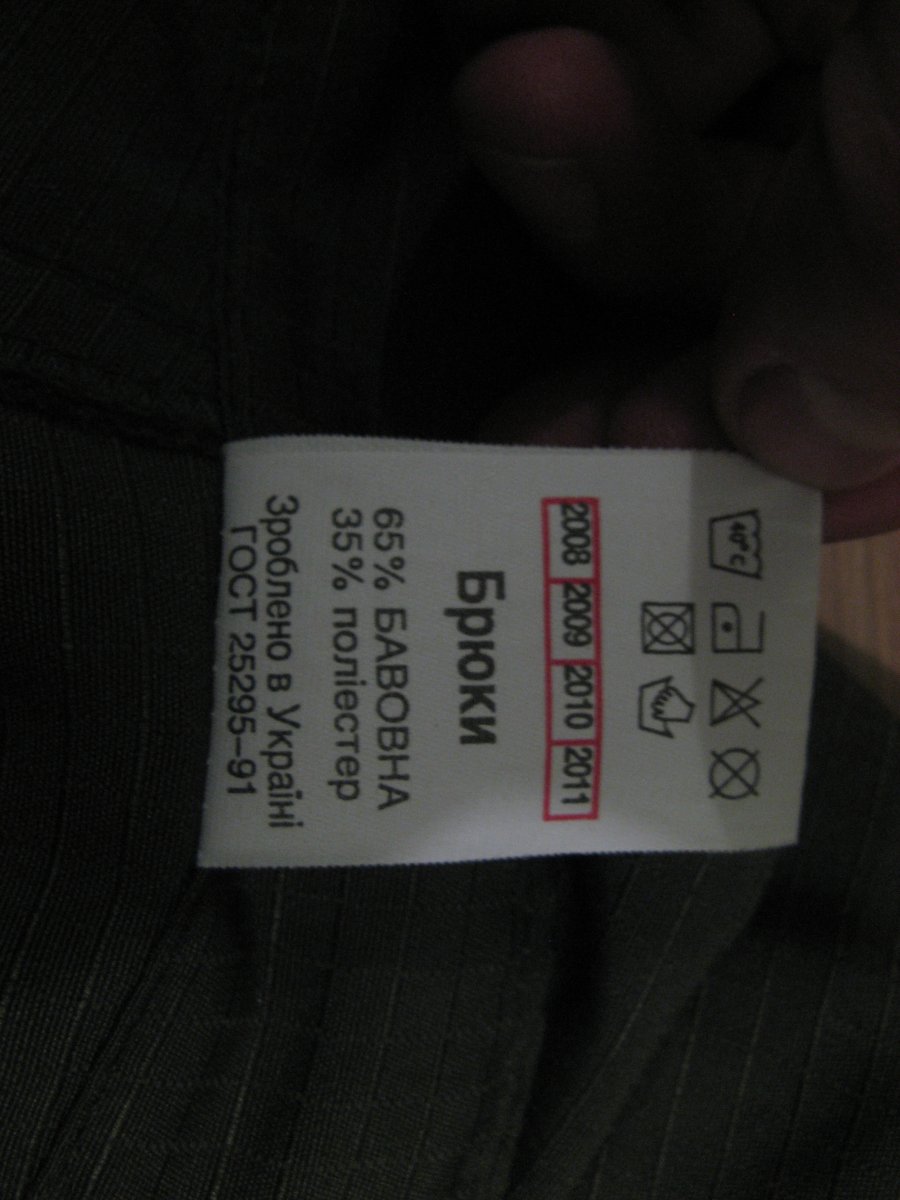 40°C
2008 2009 2010 2011
Брюки
65% БАВОВНА
35% поліестер
Зроблено в Україні
ГОСТ 25295–91